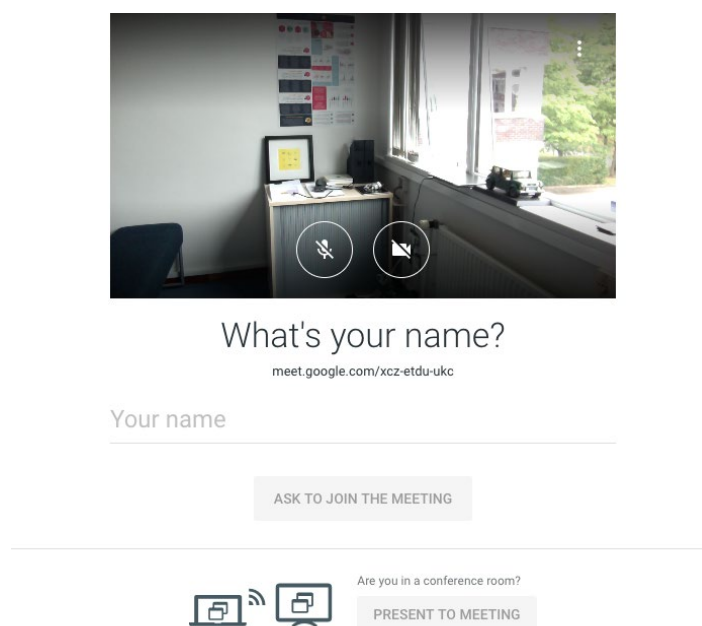 What's your name?
meet.google.com/xcz-etdu-ukc
Your name
ASK TO JOIN THE MEETING
Are you in a conference room?
PRESENT TO MEETING